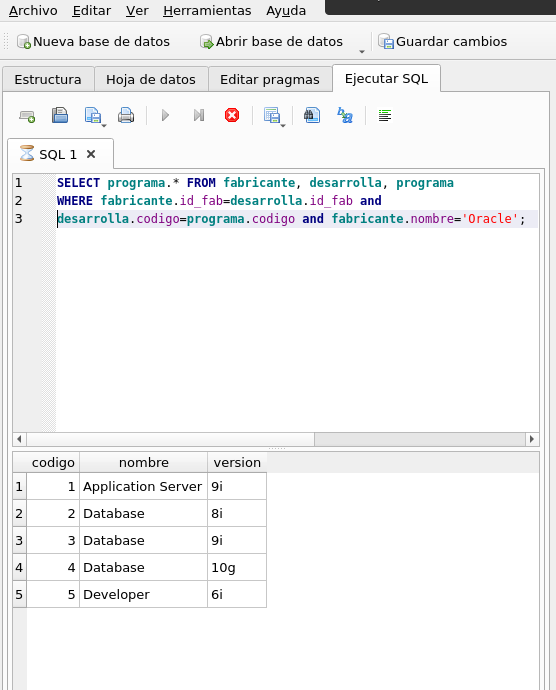 Archivo Editar Ver Herramientas Ayuda
Nueva base de datos Abrir base de datos Guardar cambios
Estructura Hoja de datos Editar pragmas Ejecutar SQL
SQL 1
1 SELECT programa.* FROM fabricante, desarrolla, programa
2 WHERE fabricante.id_fab=desarrolla.id_fab and
3 desarrolla.codigo=programa.codigo and fabricante.nombre='Oracle';
codigo nombre version
1 1 Application Server 9i
2 2 Database 8i
3 3 Database 9i
4 4 Database 10g
5 5 Developer 6i